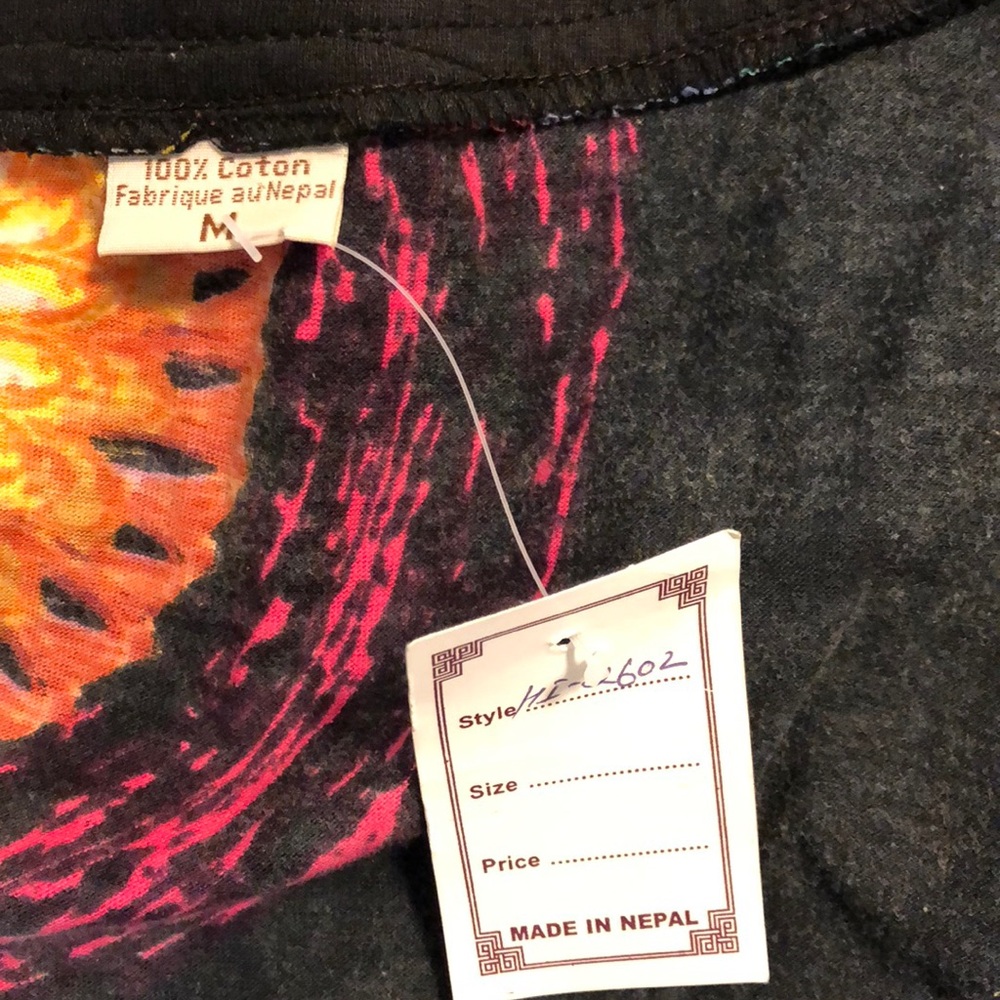 100% Coton
Fabrique au Nepal
M
Style
Size
Price
MADE IN NEPAL